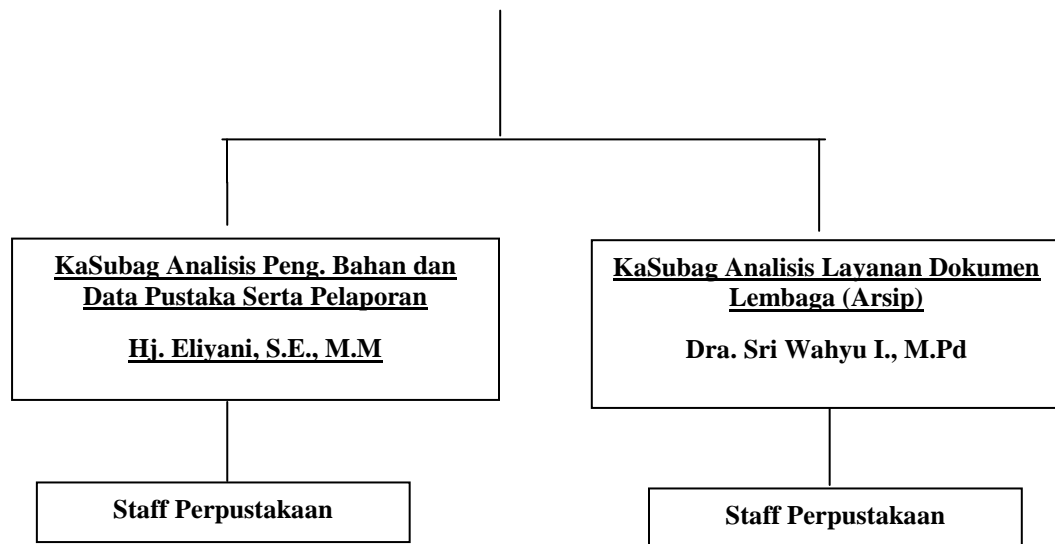 KaSubag Analisis Peng. Bahan dan
Data Pustaka Serta Pelaporan
Hj. Eliyani, S.E., M.M
KaSubag Analisis Layanan Dokumen
Lembaga (Arsip)
Dra. Sri Wahyu I., M.Pd
Staff Perpustakaan
Staff Perpustakaan